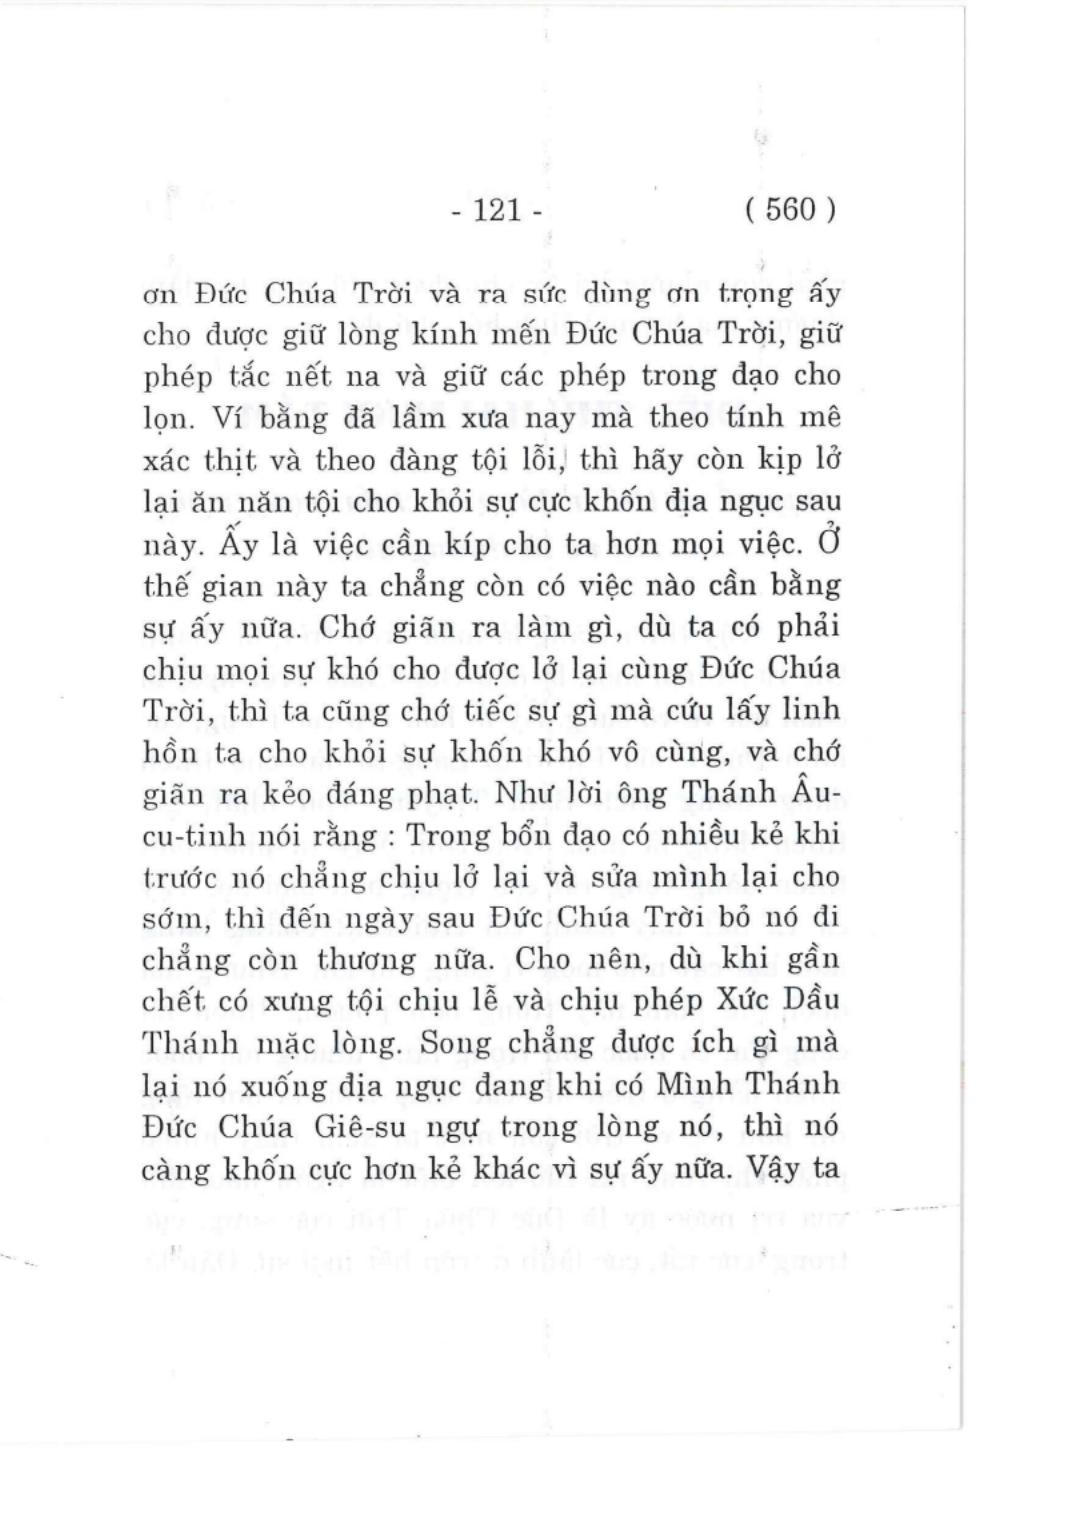 - 121 - ( 560 )
ơn Đức Chúa Trời và ra sức dùng ơn trọng ấy
cho được giữ lòng kính mến Đức Chúa Trời, giữ
phép tắc nết na và giữ các phép trong đạo cho
lọn. Ví bằng đã lầm xưa nay mà theo tính mê
xác thịt và theo đàng tội lỗi, thì hãy còn kịp lở
lại ăn năn tội cho khỏi sự cực khốn địa ngục sau
này. Ấy là việc cần kíp cho ta hơn mọi việc. Ở
thế gian này ta chẳng còn có việc nào cần bằng
sự ấy nữa. Chớ giãn ra làm gì, dù ta có phải
chịu mọi sự khó cho được lở lại cùng Đức Chúa
Trời, thì ta cũng chớ tiếc sự gì mà cứu lấy linh
hồn ta cho khỏi sự khốn khó vô cùng, và chớ
giãn ra kẻo đáng phạt. Như lời ông Thánh Âu-
cu-tinh nói rằng : Trong bổn đạo có nhiều kẻ khi
trước nó chẳng chịu lở lại và sửa mình lại cho
sớm, thì đến ngày sau Đức Chúa Trời bỏ nó đi
chẳng còn thương nữa. Cho nên, dù khi gần
chết có xưng tội chịu lễ và chịu phép Xức Dầu
Thánh mặc lòng. Song chẳng được ích gì mà
lại nó xuống địa ngục đang khi có Mình Thánh
Đức Chúa Giê-su ngự trong lòng nó, thì nó
càng khốn cực hơn kẻ khác vì sự ấy nữa. Vậy ta